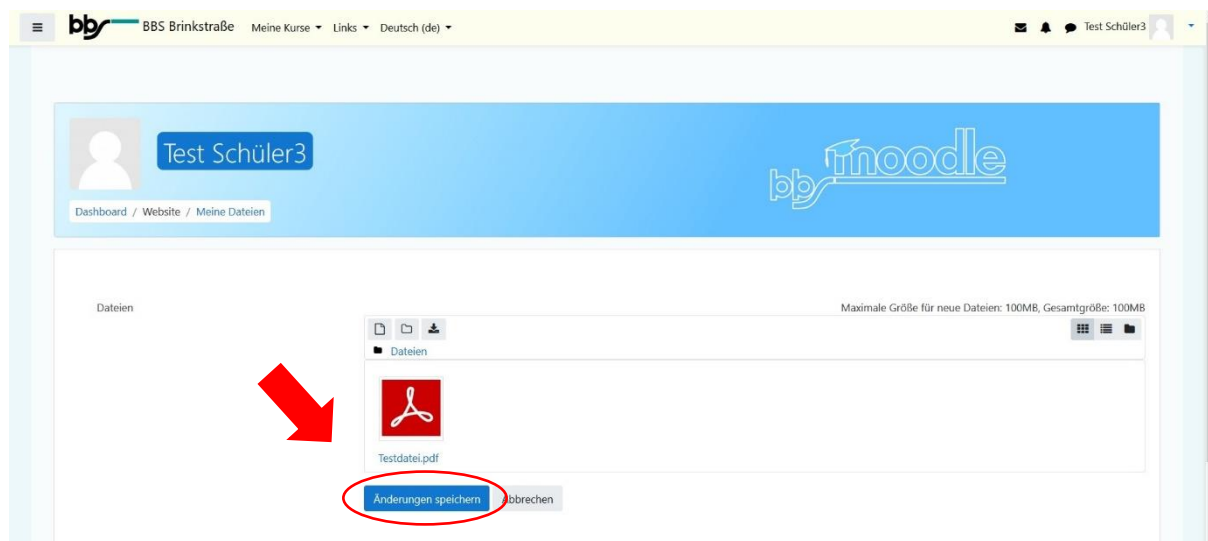 bbs BBS Brinkstraße Meine Kurse Links Deutsch (de) Test Schüler3
Test Schüler3
bbs moodle
Dashboard / Website / Meine Dateien
Dateien
Maximale Größe für neue Dateien: 100MB, Gesamtgröße: 100MB
Dateien
Testdatei.pdf
Änderungen speichern Abbrechen